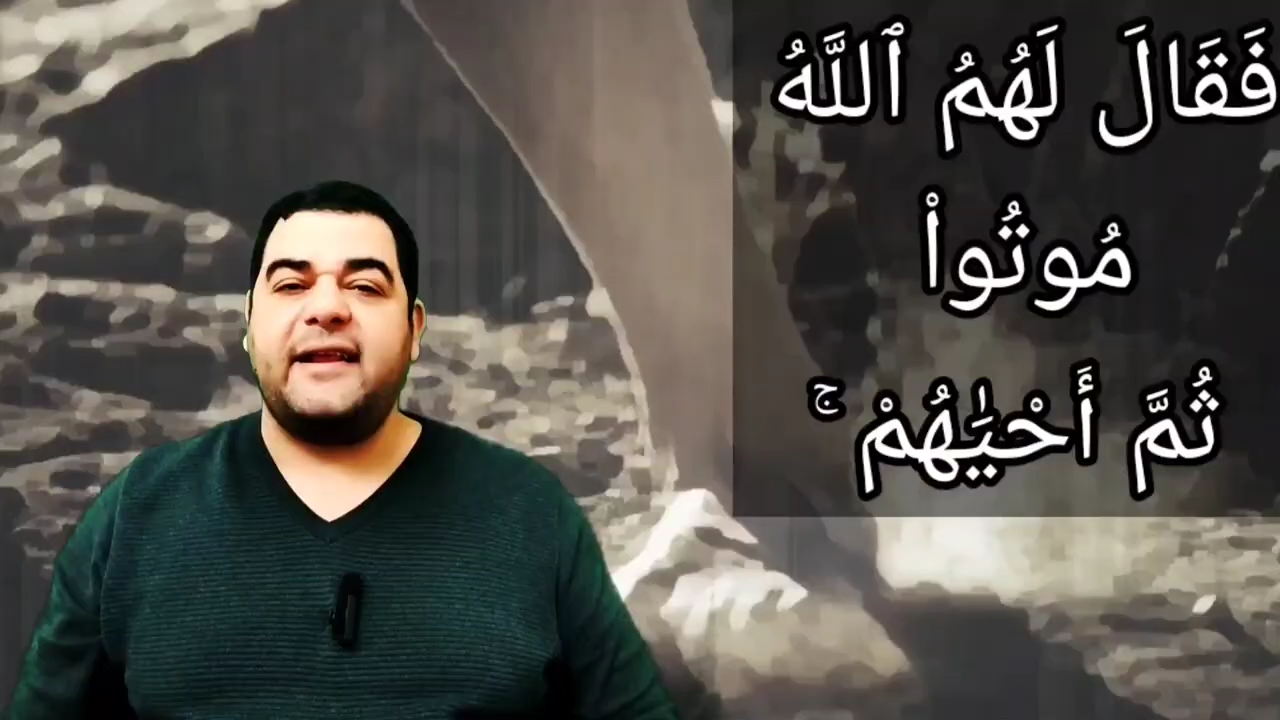 فَقَالَ لَهُمُ ٱللَّهُ
مُوتُوا۟
ثُمَّ أَحْيَـٰهُمْ ۚ